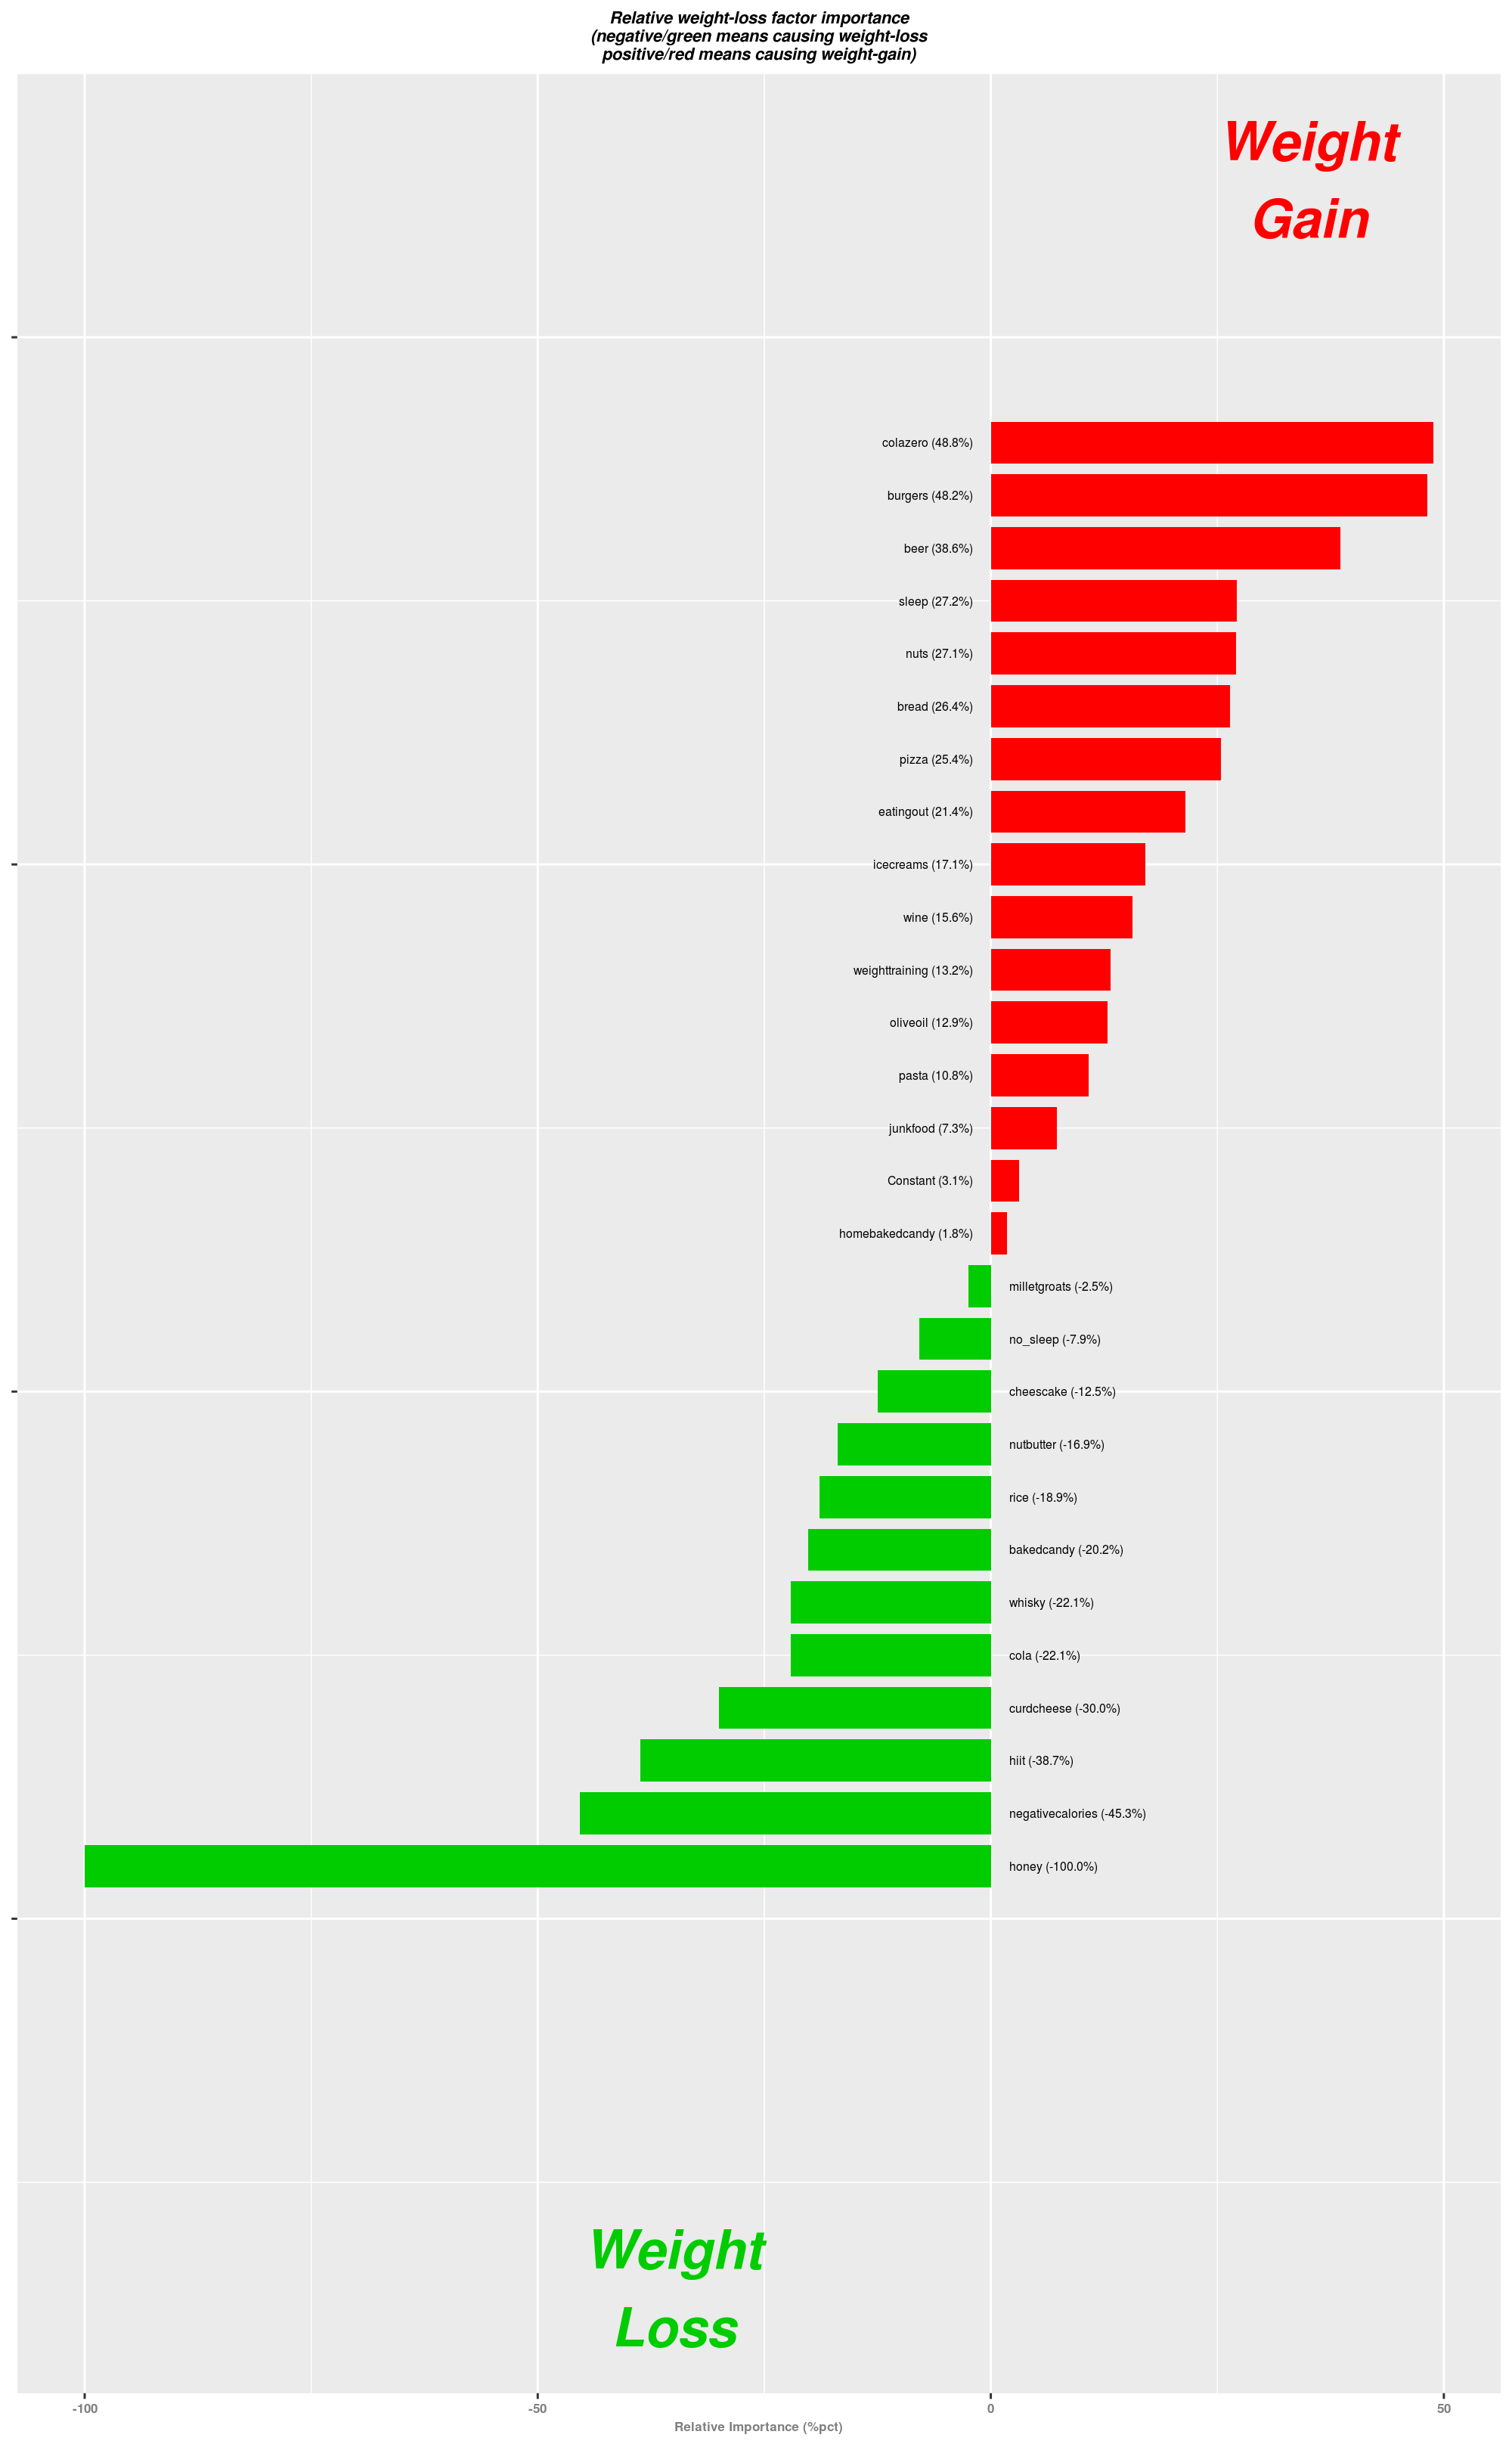 Relative weight-loss factor importance
(negative/green means causing weight-loss
positive/red means causing weight-gain)
Weight
Gain
colazero (48.8%)
burgers (48.2%)
beer (38.6%)
sleep (27.2%)
nuts (27.1%)
bread (26.4%)
pizza (25.4%)
eatingout (21.4%)
icecreams (17.1%)
wine (15.6%)
weighttraining (13.2%)
oliveoil (12.9%)
pasta (10.8%)
junkfood (7.3%)
Constant (3.1%)
homebakedcandy (1.8%)
milletgroats (-2.5%)
no_sleep (-7.9%)
cheescake (-12.5%)
nutbutter (-16.9%)
rice (-18.9%)
bakedcandy (-20.2%)
whisky (-22.1%)
cola (-22.1%)
curdcheese (-30.0%)
hiit (-38.7%)
negativecalories (-45.3%)
honey (-100.0%)
Weight
Loss
-100 -50 0 50
Relative Importance (%pct)